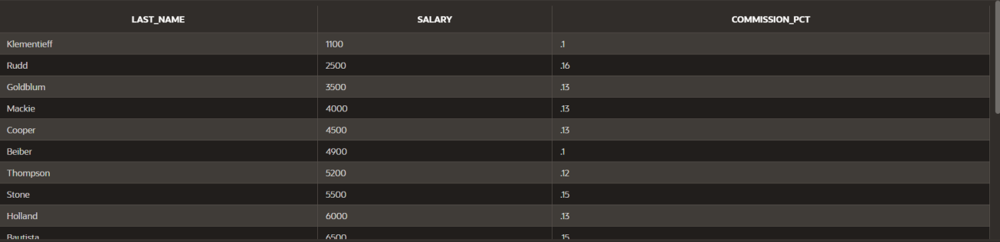 LAST_NAME SALARY COMMISSION_PCT
Klementieff 1100 .1
Rudd 2500 .16
Goldblum 3500 .13
Mackie 4000 .13
Cooper 4500 .13
Beiber 4900 .1
Thompson 5200 .12
Stone 5500 .15
Holland 6000 .13
Bautista 6500 .15